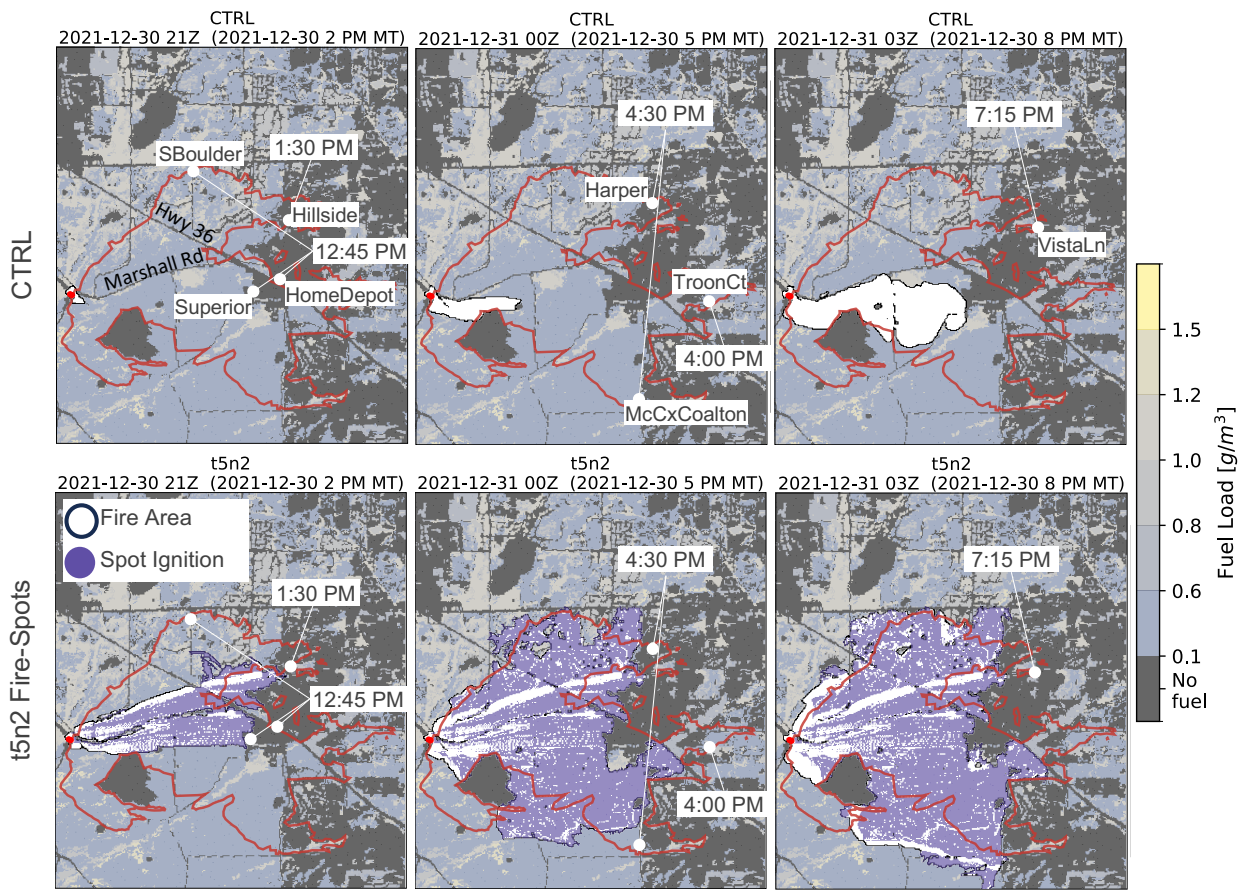 CTRL
2021-12-30 21Z (2021-12-30 2 PM MT)
CTRL
2021-12-31 00Z (2021-12-30 5 PM MT)
CTRL
2021-12-31 03Z (2021-12-30 8 PM MT)
CTRL
SBoulder
1:30 PM
Hwy 36
Hillside
12:45 PM
Marshall Rd
Superior
HomeDepot
4:30 PM
Harper
TroonCt
4:00 PM
McCxCoalton
7:15 PM
VistaLn
t5n2
2021-12-30 21Z (2021-12-30 2 PM MT)
t5n2
2021-12-31 00Z (2021-12-30 5 PM MT)
t5n2
2021-12-31 03Z (2021-12-30 8 PM MT)
t5n2 Fire-Spots
Fire Area
Spot Ignition
1:30 PM
12:45 PM
4:30 PM
4:00 PM
7:15 PM
1.5
1.2
1.0
0.8
0.6
0.1
No
fuel
Fuel Load [g/m³]